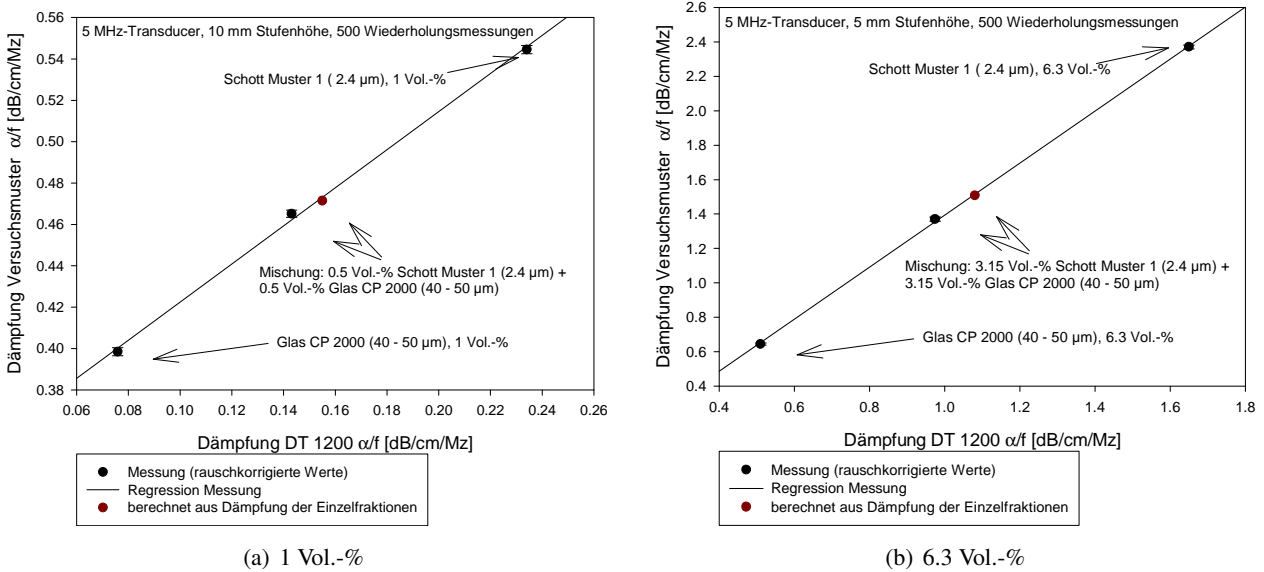 Dämpfung Versuchsmuster α/f [dB/cm/Mz]
0.56
0.54
0.52
0.50
0.48
0.46
0.44
0.42
0.40
0.38
5 MHz-Transducer, 10 mm Stufenhöhe, 500 Wiederholungsmessungen
Schott Muster 1 ( 2.4 µm), 1 Vol.-%
Mischung: 0.5 Vol.-% Schott Muster 1 (2.4 µm) +
0.5 Vol.-% Glas CP 2000 (40 - 50 µm)
Glas CP 2000 (40 - 50 µm), 1 Vol.-%
0.06 0.08 0.10 0.12 0.14 0.16 0.18 0.20 0.22 0.24 0.26
Dämpfung DT 1200 α/f [dB/cm/Mz]
Messung (rauschkorrigierte Werte)
Regression Messung
berechnet aus Dämpfung der Einzelfraktionen
(a) 1 Vol.-%
Dämpfung Versuchsmuster α/f [dB/cm/Mz]
2.6
2.4
2.2
2.0
1.8
1.6
1.4
1.2
1.0
0.8
0.6
0.4
5 MHz-Transducer, 5 mm Stufenhöhe, 500 Wiederholungsmessungen
Schott Muster 1 ( 2.4 µm), 6.3 Vol.-%
Mischung: 3.15 Vol.-% Schott Muster 1 (2.4 µm) +
3.15 Vol.-% Glas CP 2000 (40 - 50 µm)
Glas CP 2000 (40 - 50 µm), 6.3 Vol.-%
0.4 0.6 0.8 1.0 1.2 1.4 1.6 1.8
Dämpfung DT 1200 α/f [dB/cm/Mz]
Messung (rauschkorrigierte Werte)
Regression Messung
berechnet aus Dämpfung der Einzelfraktionen
(b) 6.3 Vol.-%